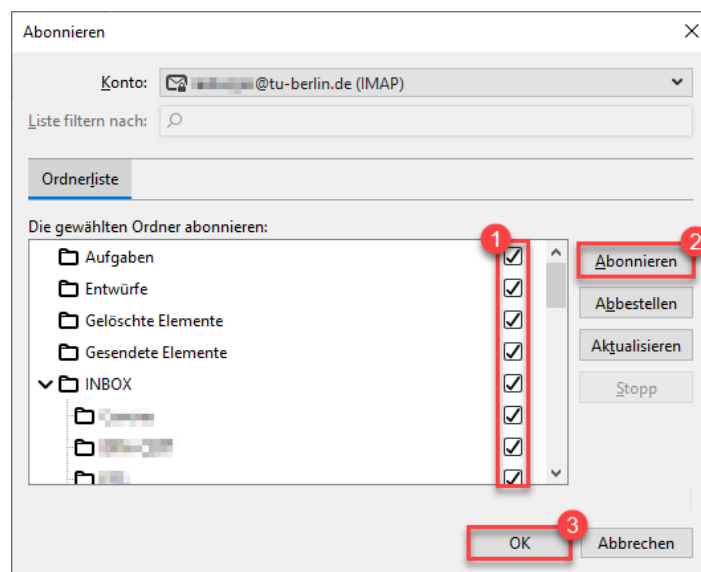 Abonnieren
Konto: @tu-berlin.de (IMAP)
Liste filtern nach:
Ordnerliste
Die gewählten Ordner abonnieren:
1
2
Aufgaben
Abonnieren
Entwürfe
Abbestellen
Gelöschte Elemente
Gesendete Elemente
Aktualisieren
INBOX
Stopp
3
OK
Abbrechen